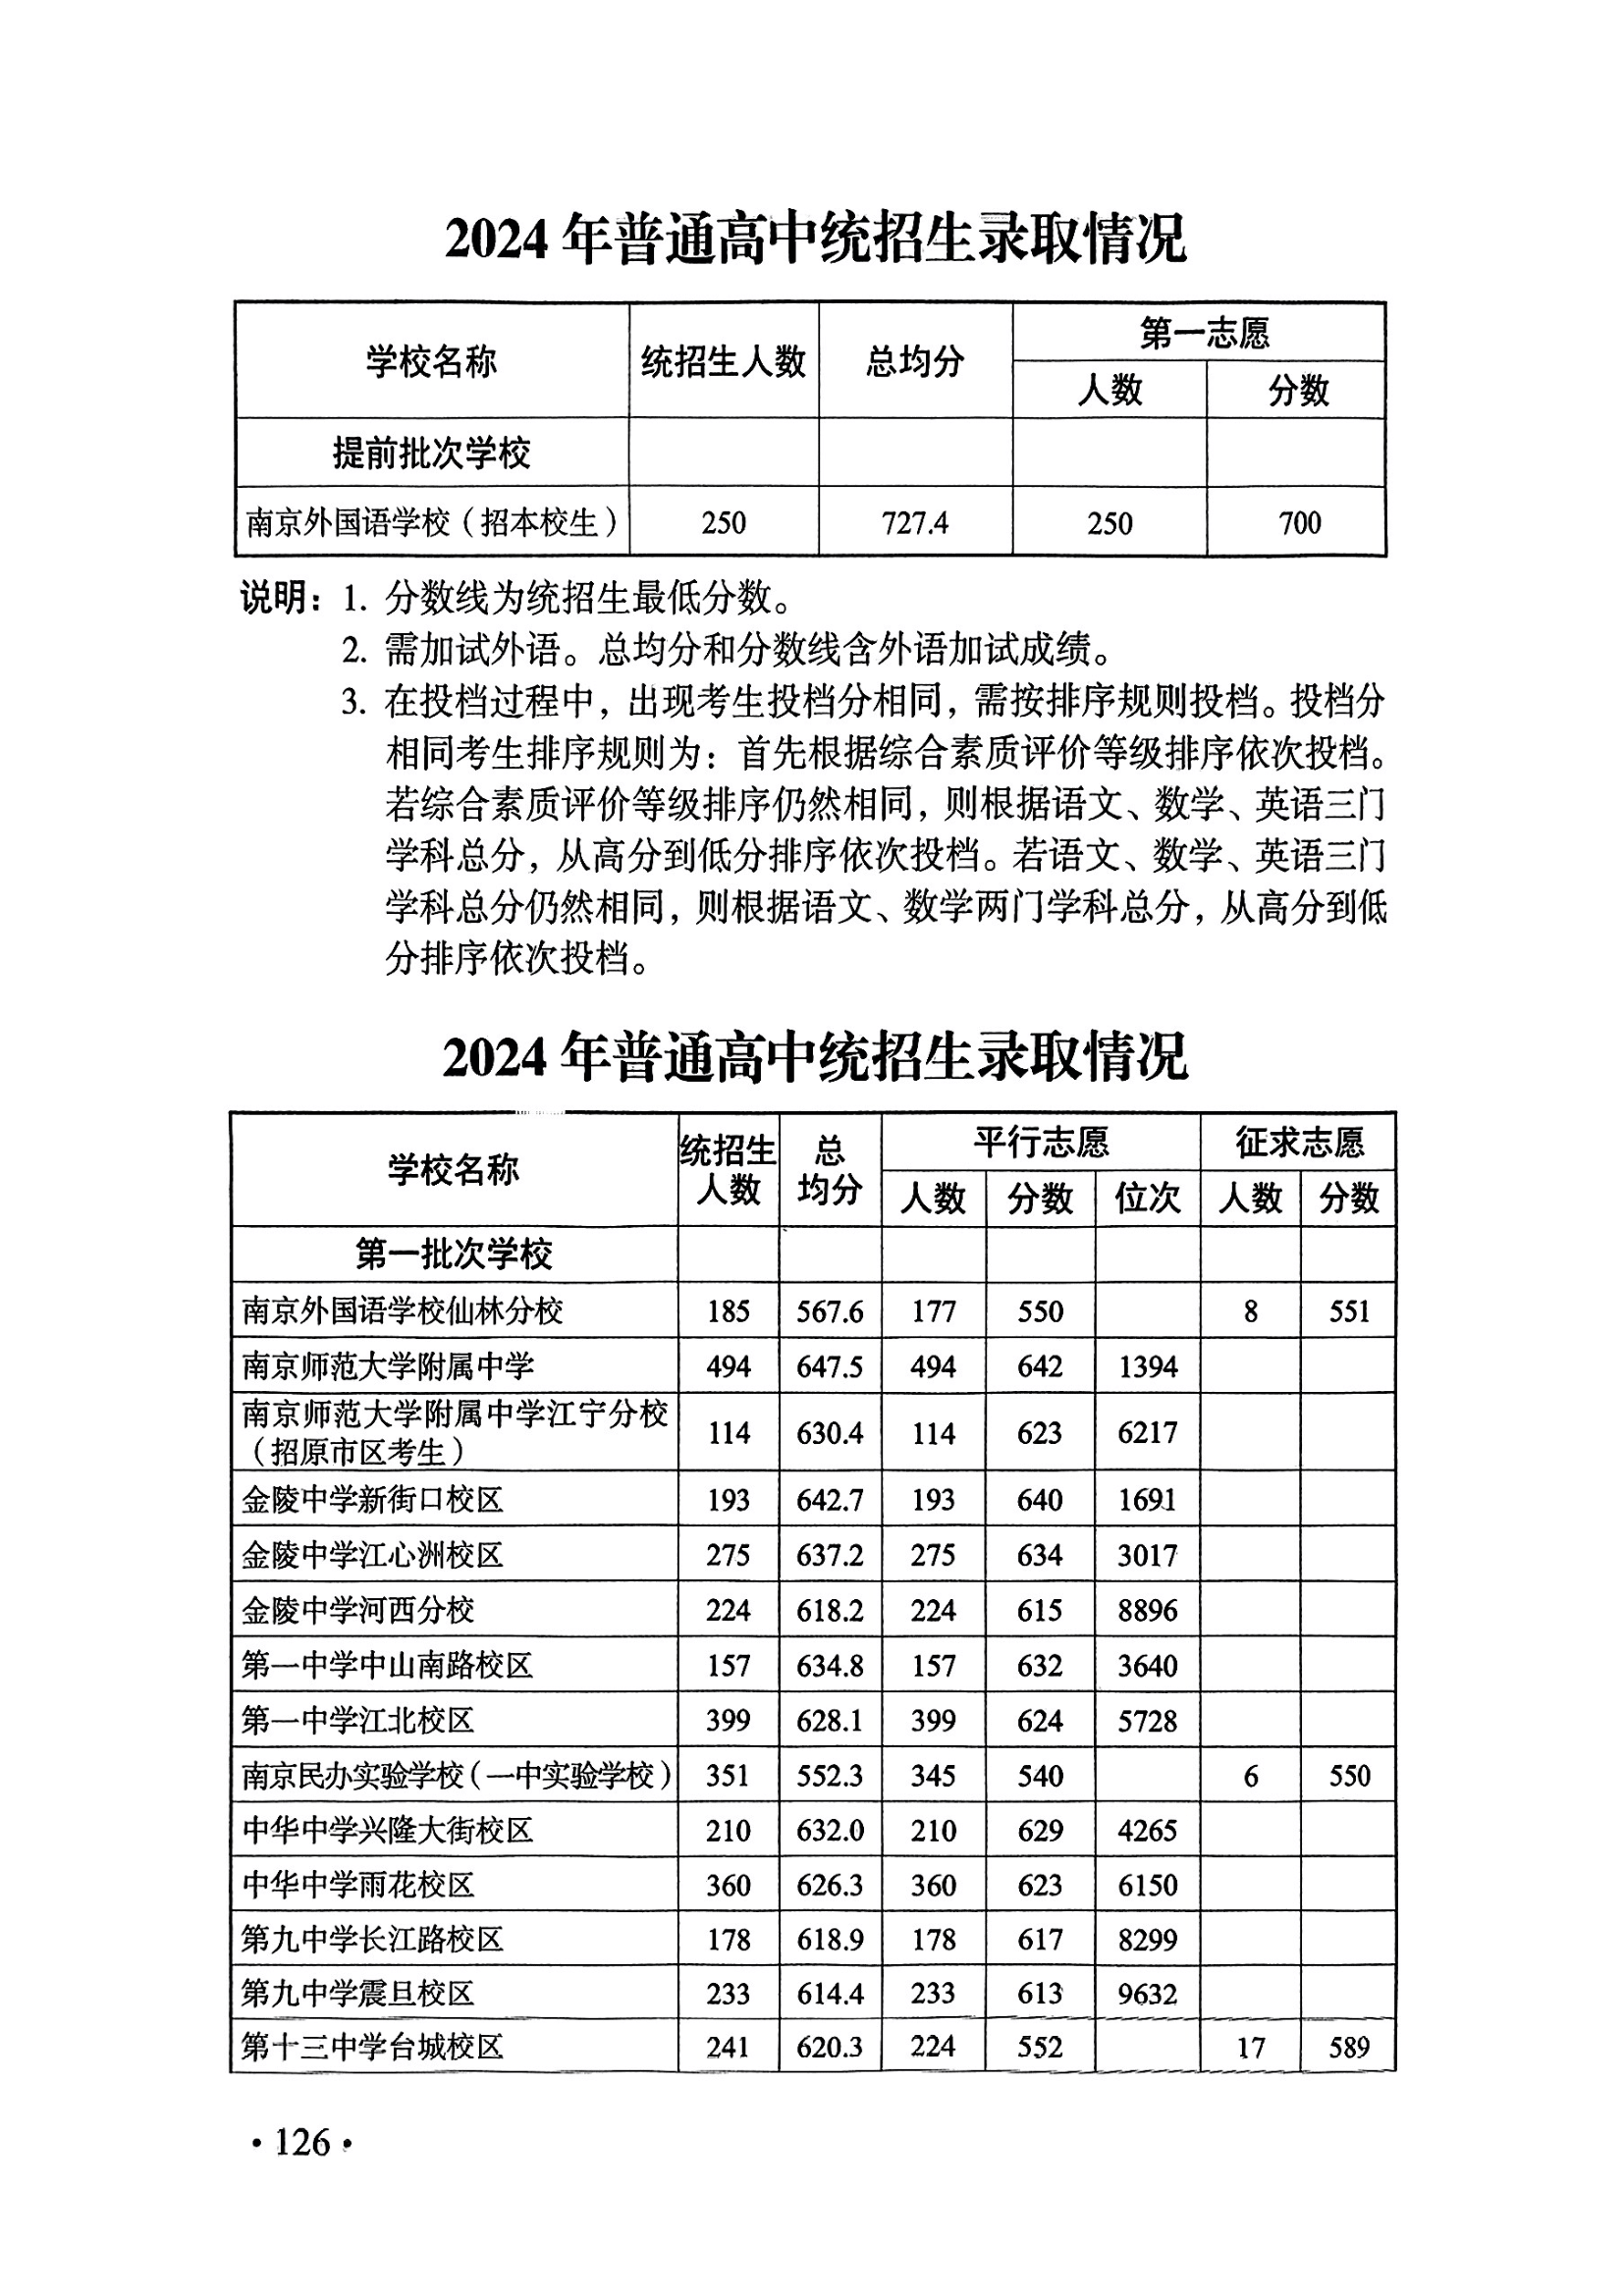 2024 年普通高中统招生录取情况
学校名称 统招生人数 总均分 第一志愿
人数 分数
提前批次学校
南京外国语学校（招本校生） 250 727.4 250 700
说明：1. 分数线为统招生最低分数。
2. 需加试外语。总均分和分数线含外语加试成绩。
3. 在投档过程中，出现考生投档分相同，需按排序规则投档。投档分
相同考生排序规则为：首先根据综合素质评价等级排序依次投档。
若综合素质评价等级排序仍然相同，则根据语文、数学、英语三门
学科总分，从高分到低分排序依次投档。若语文、数学、英语三门
学科总分仍然相同，则根据语文、数学两门学科总分，从高分到低
分排序依次投档。
2024 年普通高中统招生录取情况
学校名称 统招生人数 总均分 平行志愿 征求志愿
人数 分数 位次 人数 分数
第一批次学校
南京外国语学校仙林分校 185 567.6 177 550 8 551
南京师范大学附属中学 494 647.5 494 642 1394
南京师范大学附属中学江宁分校
（招原市区考生） 114 630.4 114 623 6217
金陵中学新街口校区 193 642.7 193 640 1691
金陵中学江心洲校区 275 637.2 275 634 3017
金陵中学河西分校 224 618.2 224 615 8896
第一中学中山南路校区 157 634.8 157 632 3640
第一中学江北校区 399 628.1 399 624 5728
南京民办实验学校（一中实验学校） 351 552.3 345 540 6 550
中华中学兴隆大街校区 210 632.0 210 629 4265
中华中学雨花校区 360 626.3 360 623 6150
第九中学长江路校区 178 618.9 178 617 8299
第九中学震旦校区 233 614.4 233 613 9632
第十三中学台城校区 241 620.3 224 552 17 589
· 126 ·